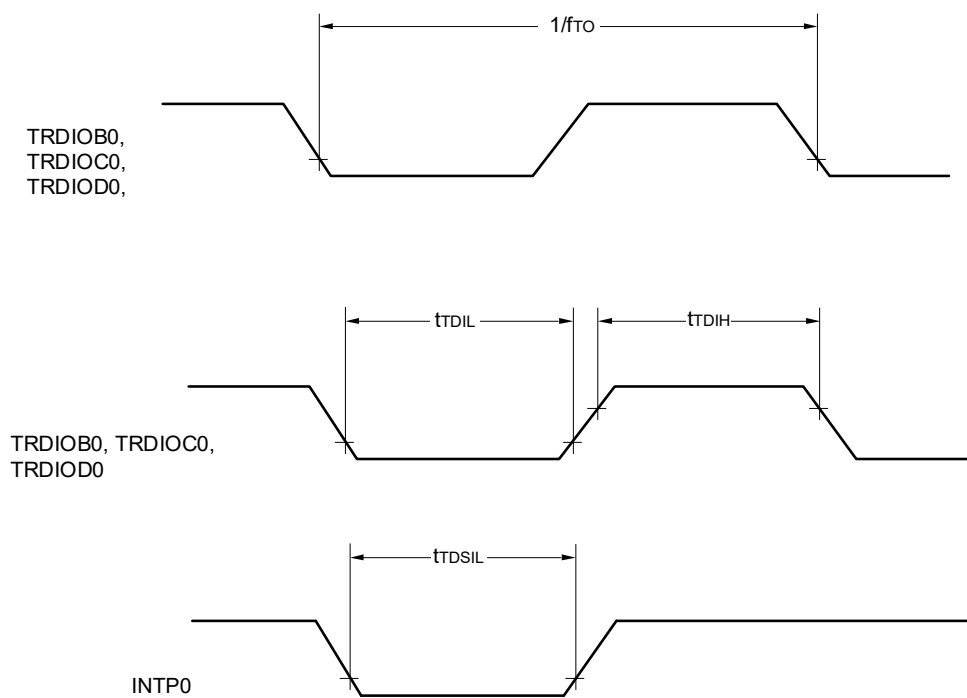 1/fTO
TRDIOB0,
TRDIOC0,
TRDIOD0,
tTDIL
tTDIH
TRDIOB0, TRDIOC0,
TRDIOD0
tTDSIL
INTP0